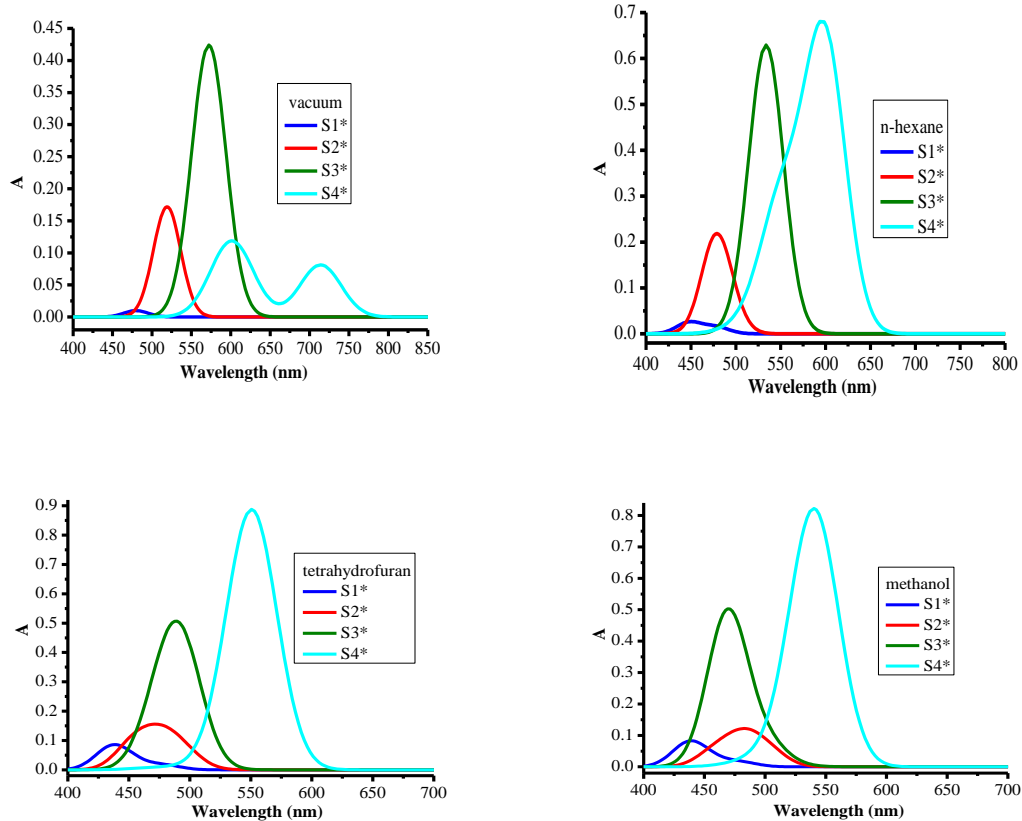 0.45
0.40
0.35
0.30
0.25
0.20
0.15
0.10
0.05
0.00
A
400 450 500 550 600 650 700 750 800 850
Wavelength (nm)
vacuum
S1*
S2*
S3*
S4*
0.7
0.6
0.5
0.4
0.3
0.2
0.1
0.0
A
400 450 500 550 600 650 700 750 800
Wavelength (nm)
n-hexane
S1*
S2*
S3*
S4*
0.9
0.8
0.7
0.6
0.5
0.4
0.3
0.2
0.1
0.0
A
400 450 500 550 600 650 700
Wavelength (nm)
tetrahydrofuran
S1*
S2*
S3*
S4*
0.8
0.7
0.6
0.5
0.4
0.3
0.2
0.1
0.0
A
400 450 500 550 600 650 700
Wavelength (nm)
methanol
S1*
S2*
S3*
S4*